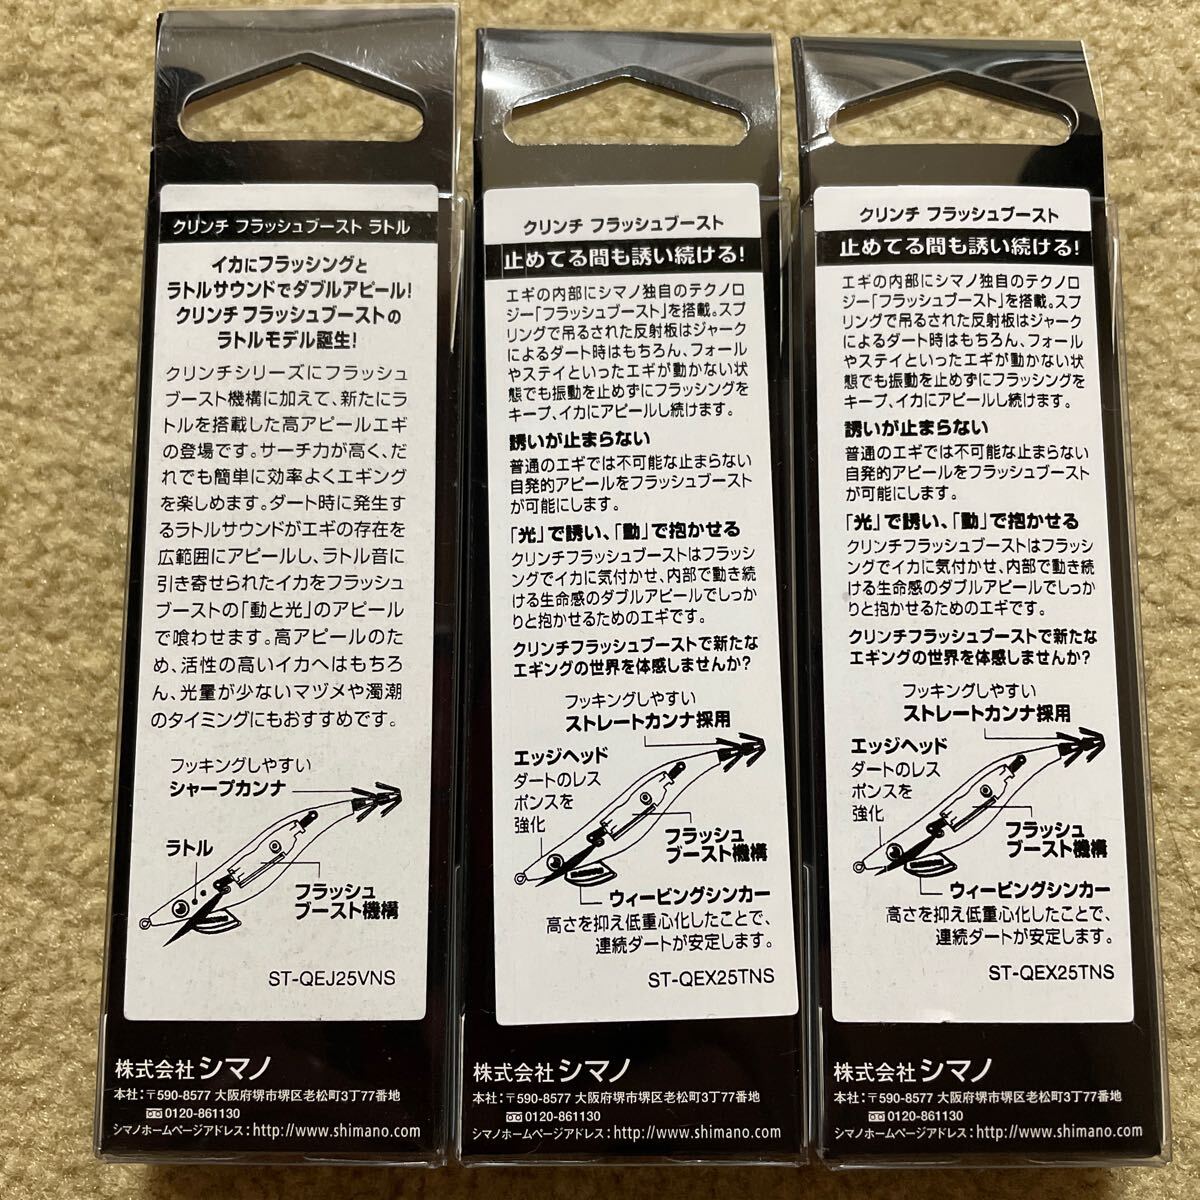 クリンチ フラッシュブースト ラトル
イカにフラッシングと
ラトルサウンドでダブルアピール!
クリンチ フラッシュブーストの
ラトルモデル誕生!
クリンチシリーズにフラッシュ
ブースト機構に加えて、新たにラ
トルを搭載した高アピールエギ
の登場です。サーチ力が高く、だ
れでも簡単に効率よくエギング
を楽しめます。ダート時に発生す
るラトルサウンドがエギの存在を
広範囲にアピールし、ラトル音に
引き寄せられたイカをフラッシュ
ブーストの「動と光」のアピール
で喰わせます。高アピールのた
め、活性の高いイカへはもちろ
ん、光量が少ないマヅメや濁潮
のタイミングにもおすすめです。
フッキングしやすい
シャープカンナ
ラトル
フラッシュ
ブースト機構
ST-QEJ25VNS
株式会社シマノ
本社:〒590-8577 大阪府堺市堺区老松町3丁77番地
0120-861130
シマノホームページアドレス:http://www.shimano.com
クリンチ フラッシュブースト
止めてる間も誘い続ける!
エギの内部にシマノ独自のテクノロ
ジー「フラッシュブースト」を搭載。スプ
リングで吊るされた反射板はジャーク
によるダート時はもちろん、フォール
やステイといったエギが動かない状
態でも振動を止めずにフラッシングを
キープ、イカにアピールし続けます。
誘いが止まらない
普通のエギでは不可能な止まらない
自発的アピールをフラッシュブースト
が可能にします。
「光」で誘い、「動」で抱かせる
クリンチフラッシュブーストはフラッシ
ングでイカに気付かせ、内部で動き続
ける生命感のダブルアピールでしっか
りと抱かせるためのエギです。
クリンチフラッシュブーストで新たな
エギングの世界を体感しませんか?
フッキングしやすい
ストレートカンナ採用
エッジヘッド
ダートのレス
ポンスを
強化
フラッシュ
ブースト機構
ウィービングシンカー
高さを抑え低重心化したことで、
連続ダートが安定します。
ST-QEX25TNS
株式会社シマノ
本社:〒590-8577 大阪府堺市堺区老松町3丁77番地
0120-861130
シマノホームページアドレス:http://www.shimano.com
クリンチ フラッシュブースト
止めてる間も誘い続ける!
エギの内部にシマノ独自のテクノロ
ジー「フラッシュブースト」を搭載。スプ
リングで吊るされた反射板はジャーク
によるダート時はもちろん、フォール
やステイといったエギが動かない状
態でも振動を止めずにフラッシングを
キープ、イカにアピールし続けます。
誘いが止まらない
普通のエギでは不可能な止まらない
自発的アピールをフラッシュブースト
が可能にします。
「光」で誘い、「動」で抱かせる
クリンチフラッシュブーストはフラッシ
ングでイカに気付かせ、内部で動き続
ける生命感のダブルアピールでしっか
りと抱かせるためのエギです。
クリンチフラッシュブーストで新たな
エギングの世界を体感しませんか?
フッキングしやすい
ストレートカンナ採用
エッジヘッド
ダートのレス
ポンスを
強化
フラッシュ
ブースト機構
ウィービングシンカー
高さを抑え低重心化したことで、
連続ダートが安定します。
ST-QEX25TNS
株式会社シマノ
本社:〒590-8577 大阪府堺市堺区老松町3丁77番地
0120-861130
シマノホームページアドレス:http://www.shimano.com